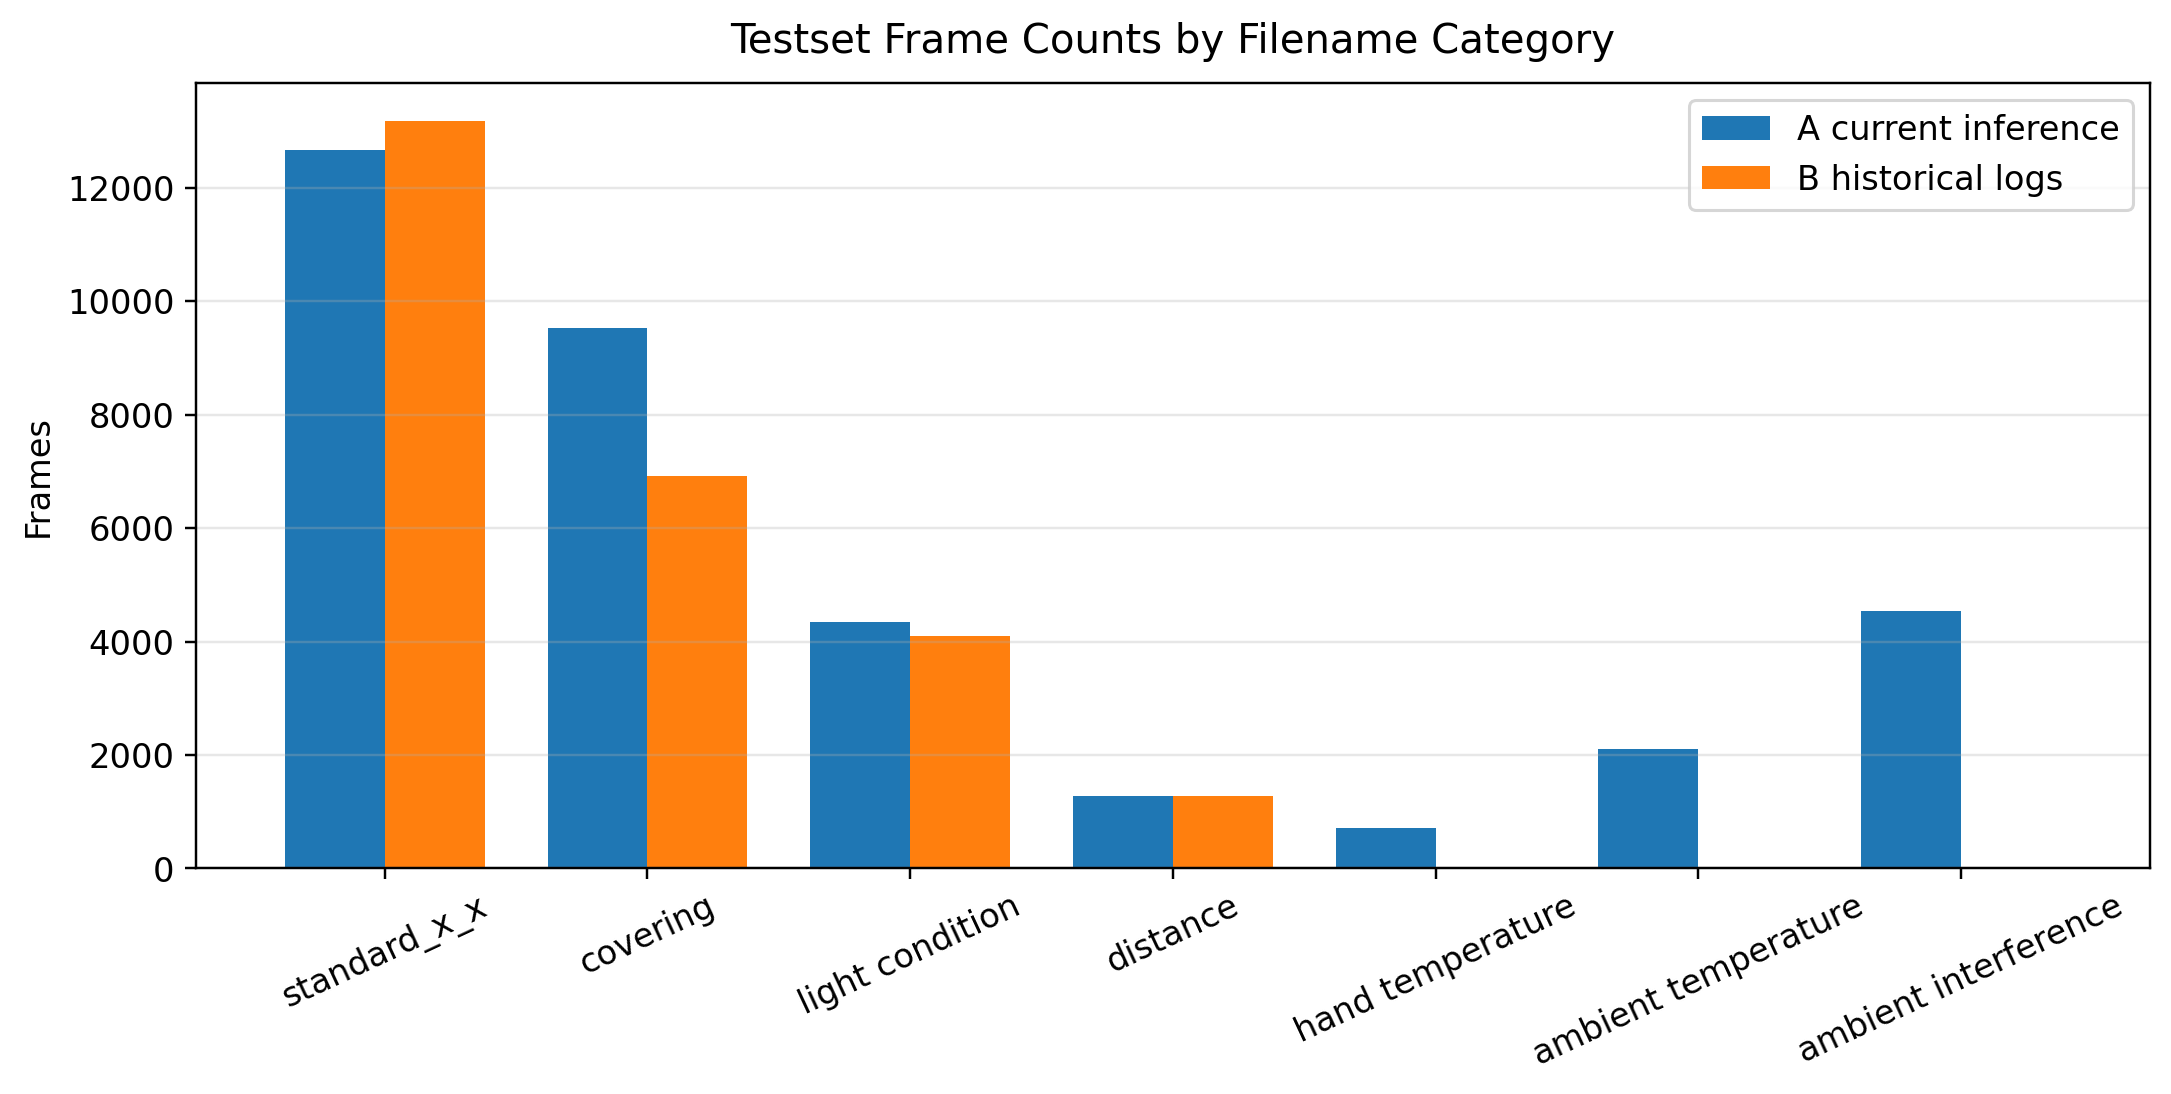 Testset Frame Counts by Filename Category
A current inference
B historical logs
Frames
12000
10000
8000
6000
4000
2000
0
standard_x_x
covering
light condition
distance
hand temperature
ambient temperature
ambient interference